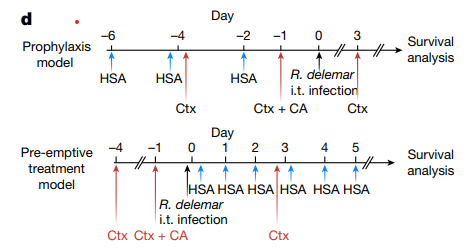 d
Day
Prophylaxis model
−6 −4 −2 −1 0 3
Survival analysis
HSA HSA HSA R. delemar i.t. infection
Ctx Ctx + CA Ctx
Day
Pre-emptive treatment model
−4 −1 0 1 2 3 4 5
Survival analysis
HSA HSA HSA HSA HSA HSA
R. delemar i.t. infection
Ctx Ctx + CA Ctx